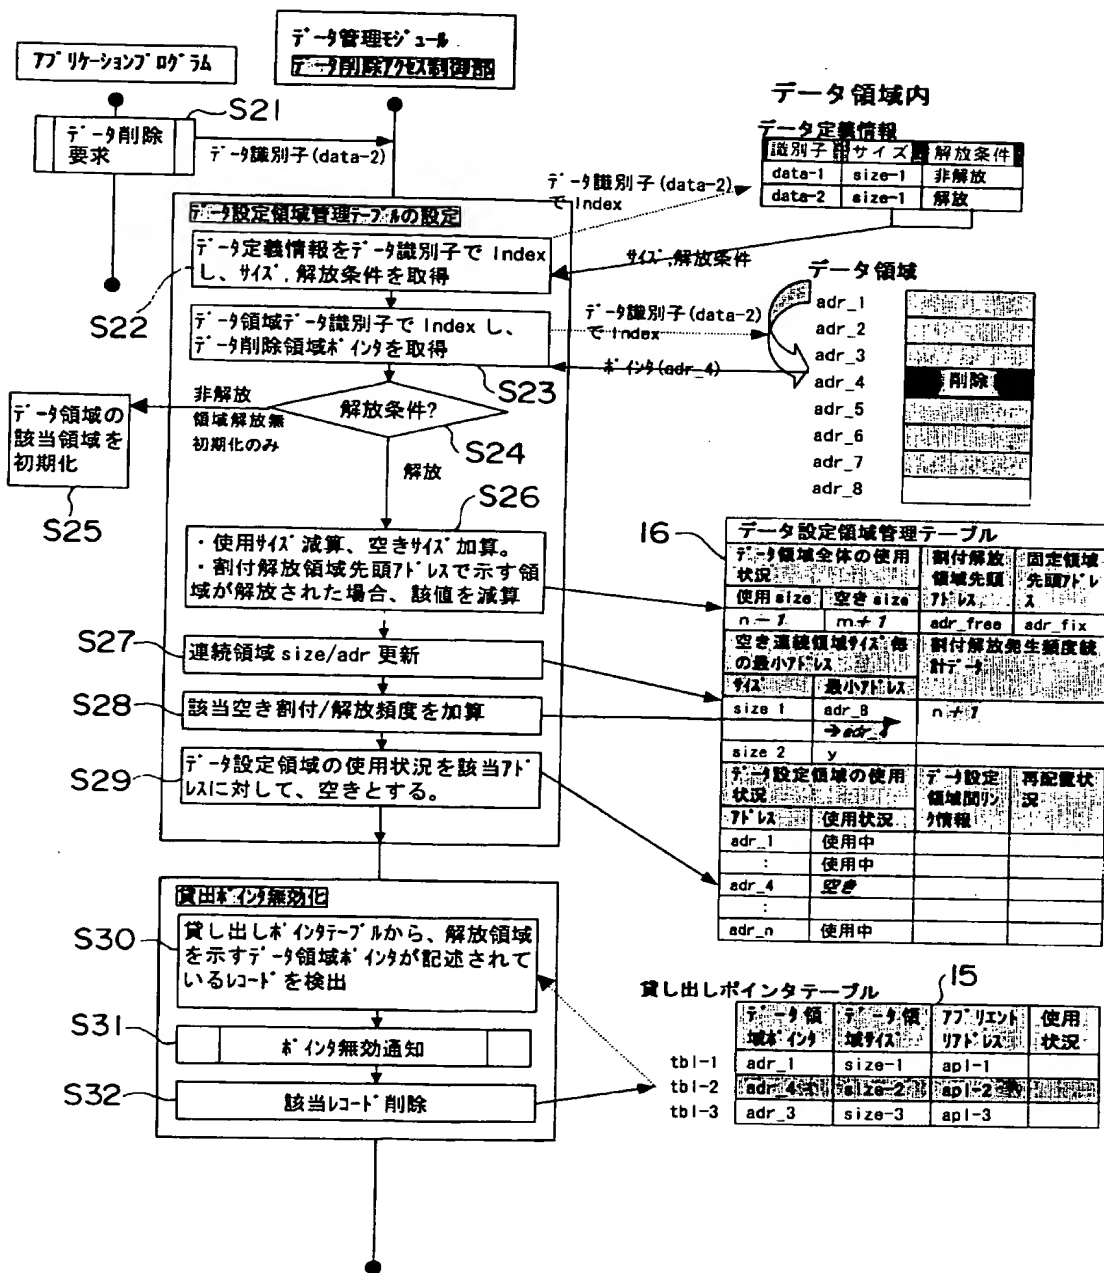 アプリケーションプログラム
データ管理モジュール
データ削除アクセス制御部
S21
データ削除
要求
データ識別子(data-2)
データ領域内
データ定義情報
識別子 サイズ 解放条件
data-1 size-1 非解放
data-2 size-1 解放
データ識別子(data-2)
で Index
データ設定領域管理テーブルの設定
データ定義情報をデータ識別子で Index
し、サイズ,解放条件を取得
S22
サイズ,解放条件
データ領域データ識別子で Index し、
データ削除領域ポインタを取得
S23
データ識別子(data-2)
で Index
ポインタ(adr_4)
データ領域
adr_1
adr_2
adr_3
adr_4 削除
adr_5
adr_6
adr_7
adr_8
解放条件?
S24
非解放
領域解放無
初期化のみ
データ領域の
該当領域を
初期化
S25
解放
S26
・使用サイズ減算、空きサイズ加算。
・割付解放領域先頭アドレスで示す領
域が解放された場合、該値を減算
S27
連続領域 size/adr 更新
S28
該当空き割付/解放頻度を加算
S29
データ設定領域の使用状況を該当アド
レスに対して、空きとする。
16
データ設定領域管理テーブル
データ領域全体の使用
状況
割付解放
領域先頭
アドレス
固定領域
先頭アドレ
ス
使用 size 空き size
n-1 m+1 adr_free adr_fix
空き連続領域サイズ毎
の最小アドレス
割付解放発生頻度統
計データ
サイズ 最小アドレス
size 1 adr_8 n+1
→adr_4
size 2 y
データ設定領域の使用
状況
データ設定
領域間リン
ク情報
再配置状
況
アドレス 使用状況
adr_1 使用中
: 使用中
adr_4 空き
:
adr_n 使用中
貸出ポインタ無効化
S30
貸し出しポインタテーブルから、解放領域
を示すデータ領域ポインタが記述されて
いるレコードを検出
S31
ポインタ無効通知
S32
該当レコード削除
貸し出しポインタテーブル
15
データ領
域ポインタ
データ領
域サイズ
アプリエント
リアドレス
使用
状況
tbl-1 adr_1 size-1 apl-1
tbl-2 adr_4 size-2 apl-2
tbl-3 adr_3 size-3 apl-3